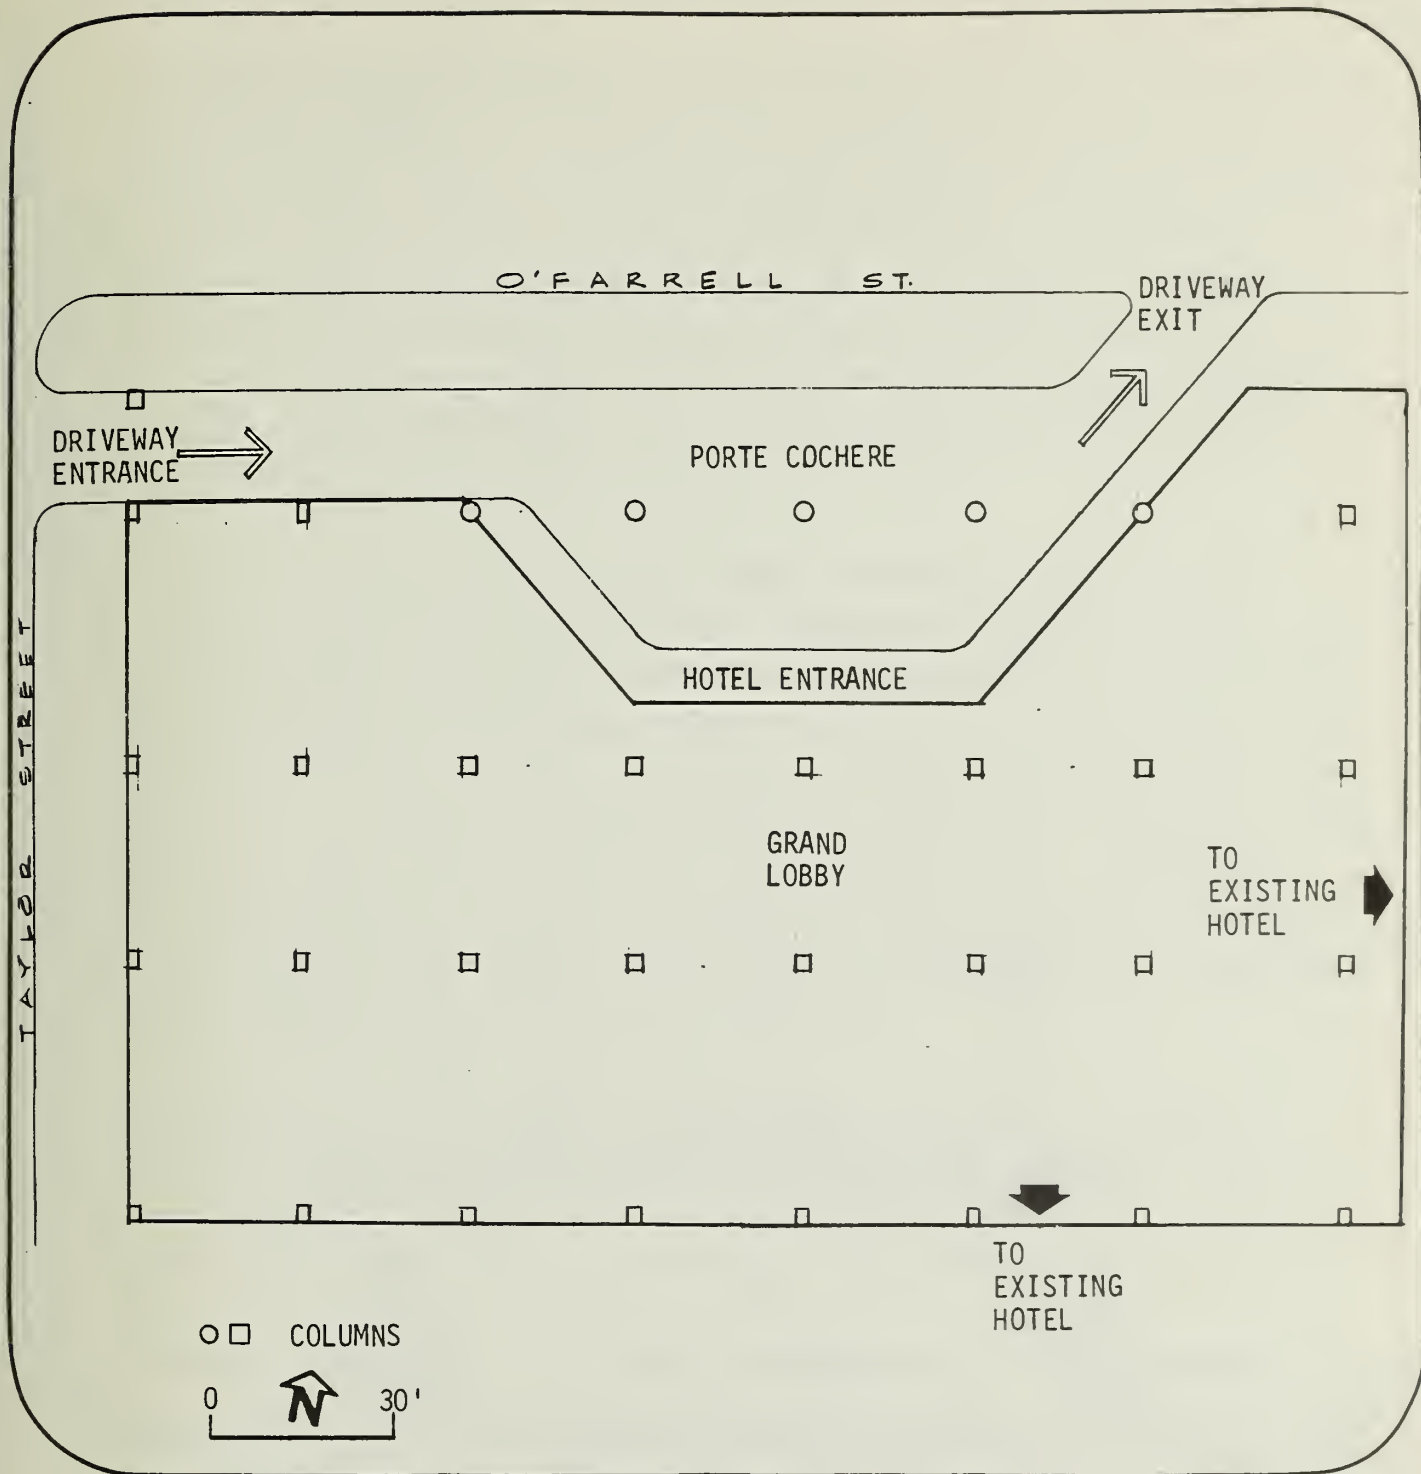 O'FARRELL ST.
DRIVEWAY
EXIT
DRIVEWAY
ENTRANCE
PORTE COCHERE
HOTEL ENTRANCE
TAYLOR STREET
GRAND
LOBBY
TO
EXISTING
HOTEL
TO
EXISTING
HOTEL
COLUMNS
0 N 30'